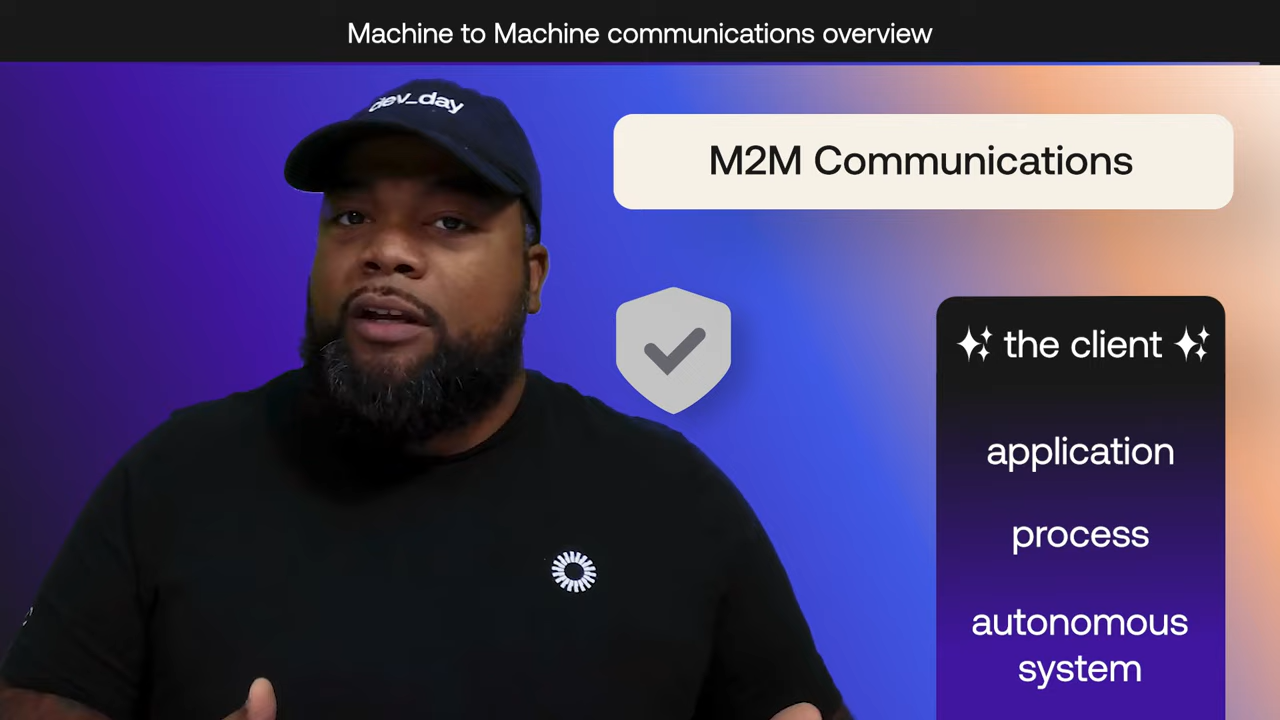 Machine to Machine communications overview
dev_day
M2M Communications
the client
application
process
autonomous
system